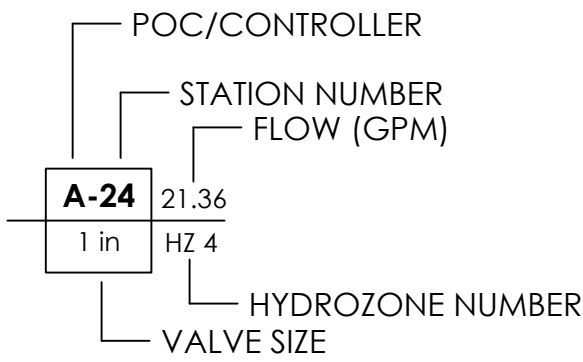 POC/CONTROLLER
STATION NUMBER
FLOW (GPM)
A-24 21.36
1 in HZ 4
HYDROZONE NUMBER
VALVE SIZE